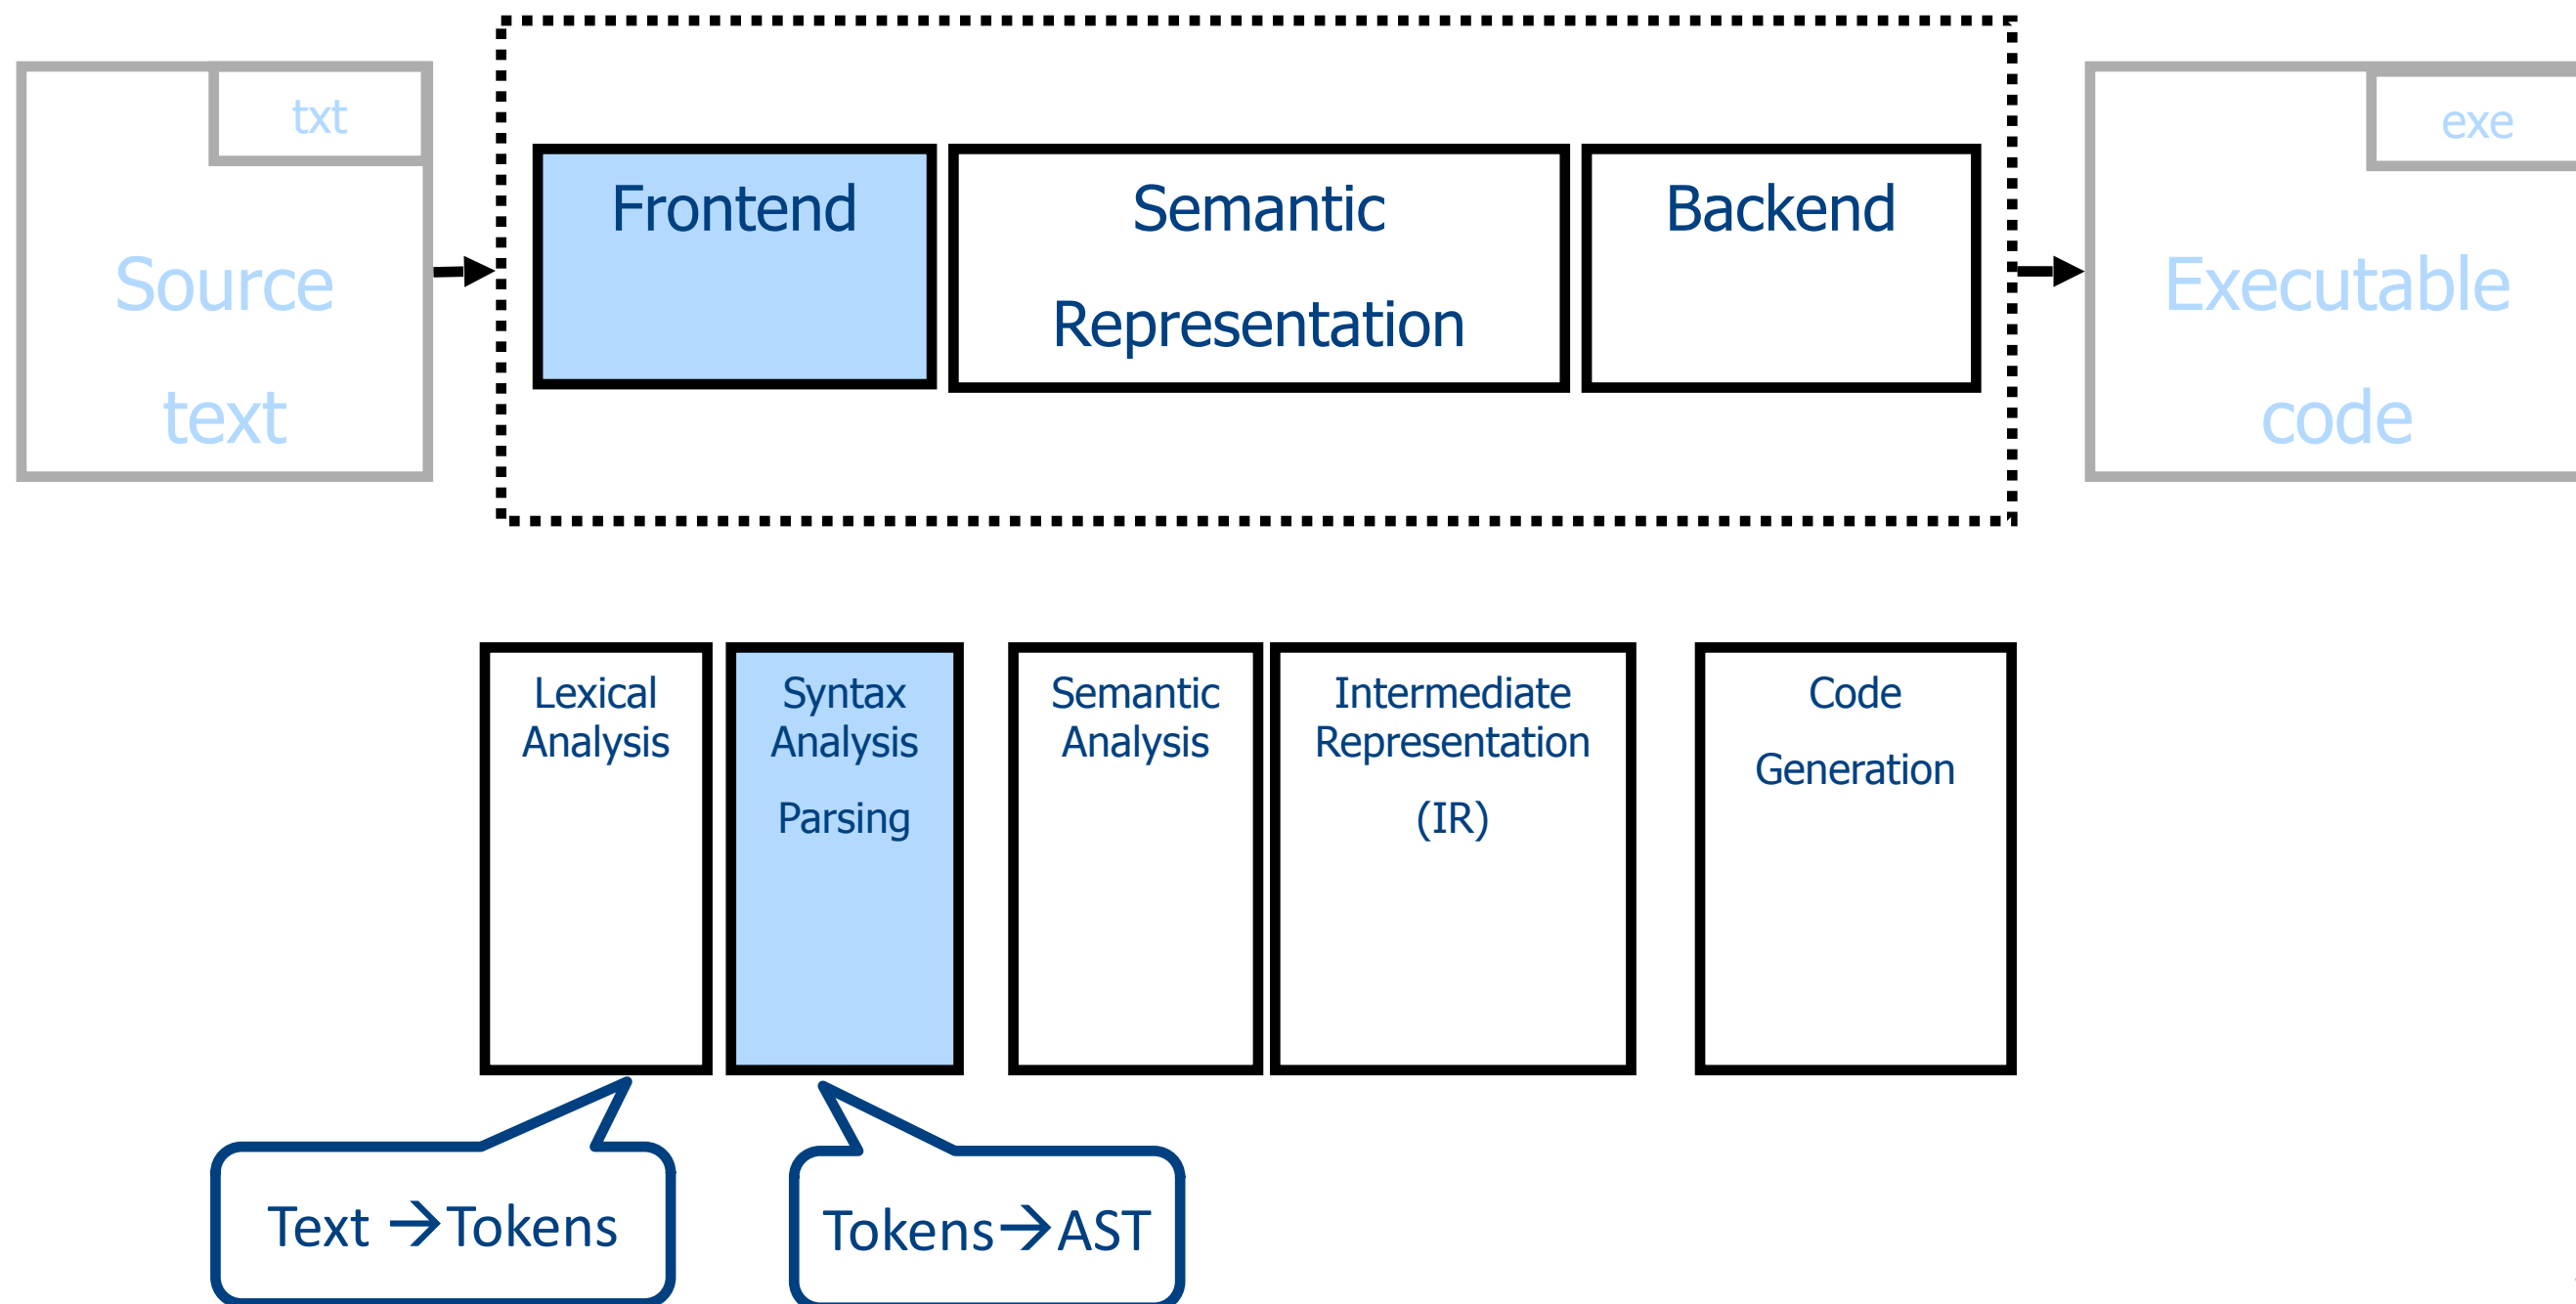 txt
Source
text
Frontend
Semantic
Representation
Backend
exe
Executable
code
Lexical
Analysis
Syntax
Analysis
Parsing
Semantic
Analysis
Intermediate
Representation
(IR)
Code
Generation
Text →Tokens
Tokens→AST